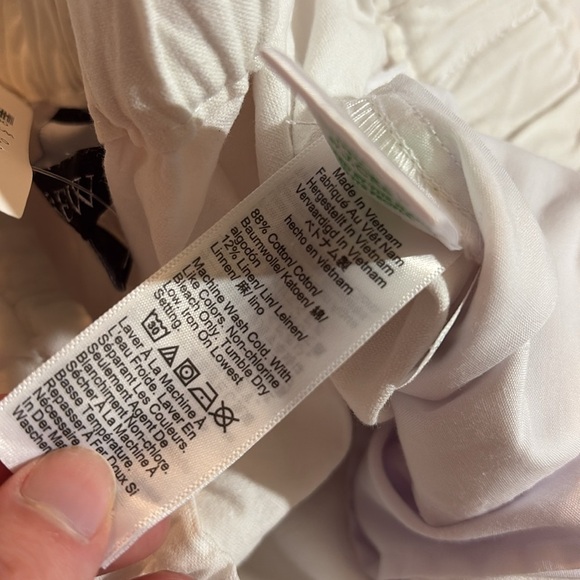 Made In Vietnam
Fabriqué Au Viêt Nam
Hergestellt In Vietnam
Vervaardigd In Vietnam
ベトナム製
hecho en vietnam
88% Cotton/ Coton/
Baumwolle/ Katoen/ 綿/
algodón
12% Linen/ Lin/ Leinen/
Linnen/ 麻/ lino
Machine Wash Cold. With
Like Colors. Non-chlorine
Bleach Only. Tumble Dry
Low. Iron On Lowest
Setting.
30
Laver À La Machine À
L'eau Froide. Laver En
Séparant Les Couleurs.
Seulement Agent De
Blanchiment Non-chlore.
Sécher À La Machine À
Basse Température.
Repasser À Fer Doux Si
Nécessaire
In Der